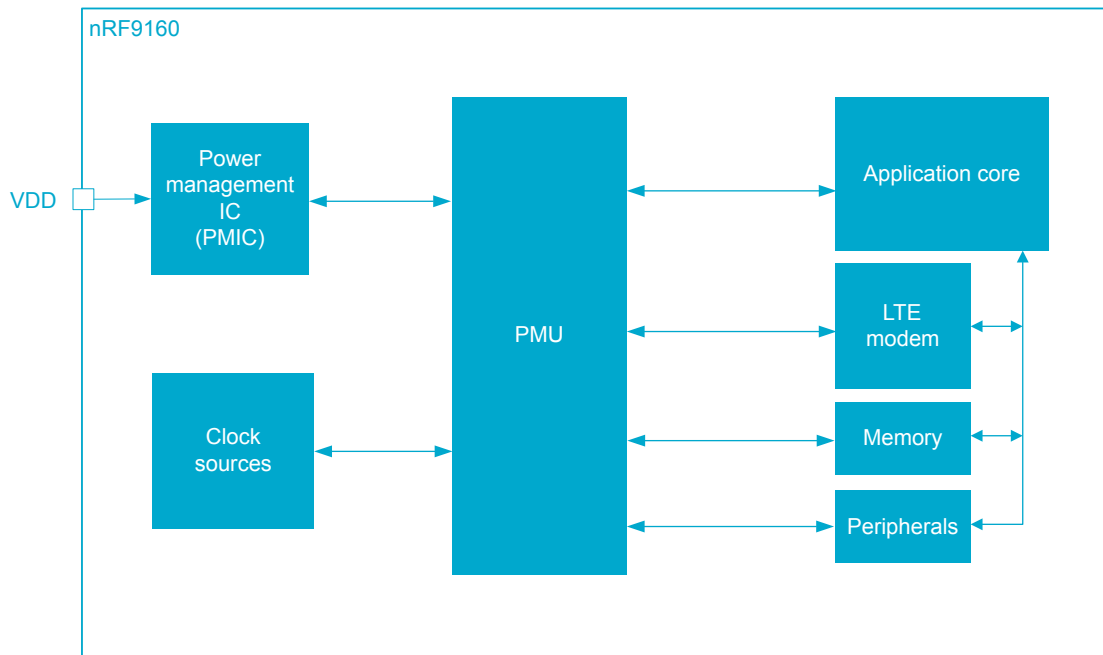 nRF9160
VDD
Power
management
IC
(PMIC)
Clock
sources
PMU
Application core
LTE
modem
Memory
Peripherals